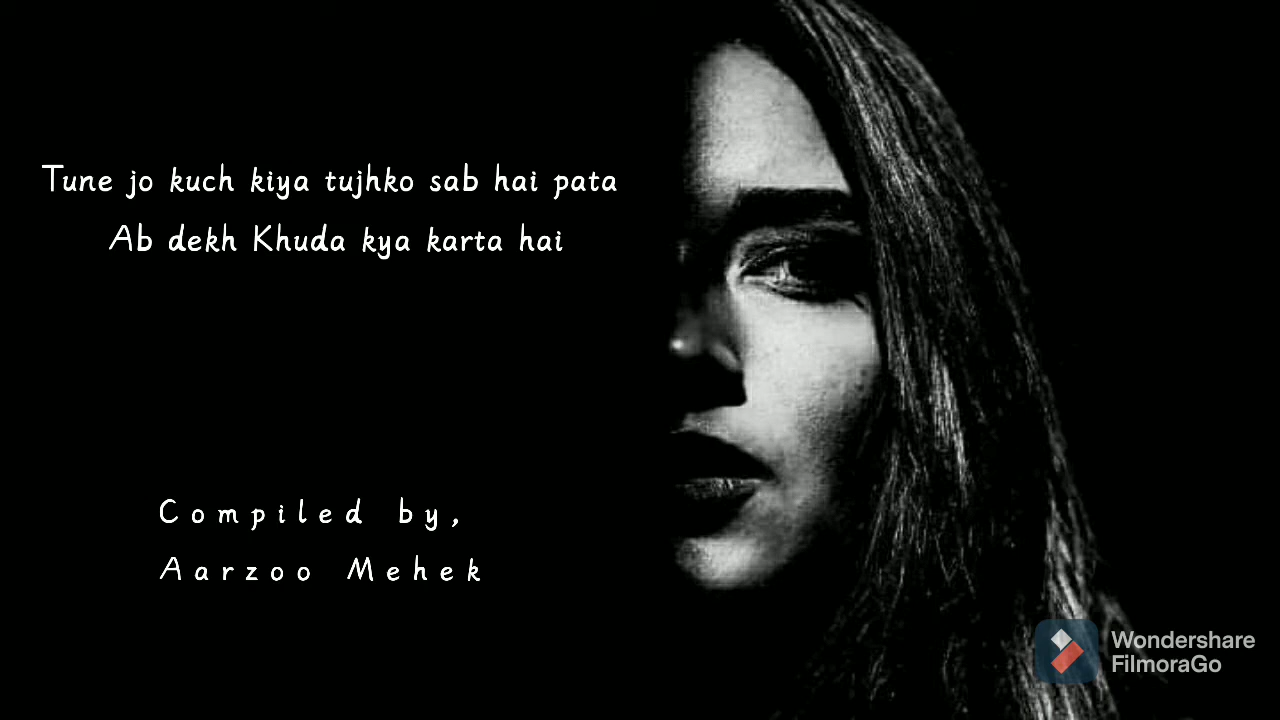 Tune jo kuch kiya tujhko sab hai pata
Ab dekh Khuda kya karta hai
Compiled by,
Aarzoo Mehek
Wondershare
FilmoraGo